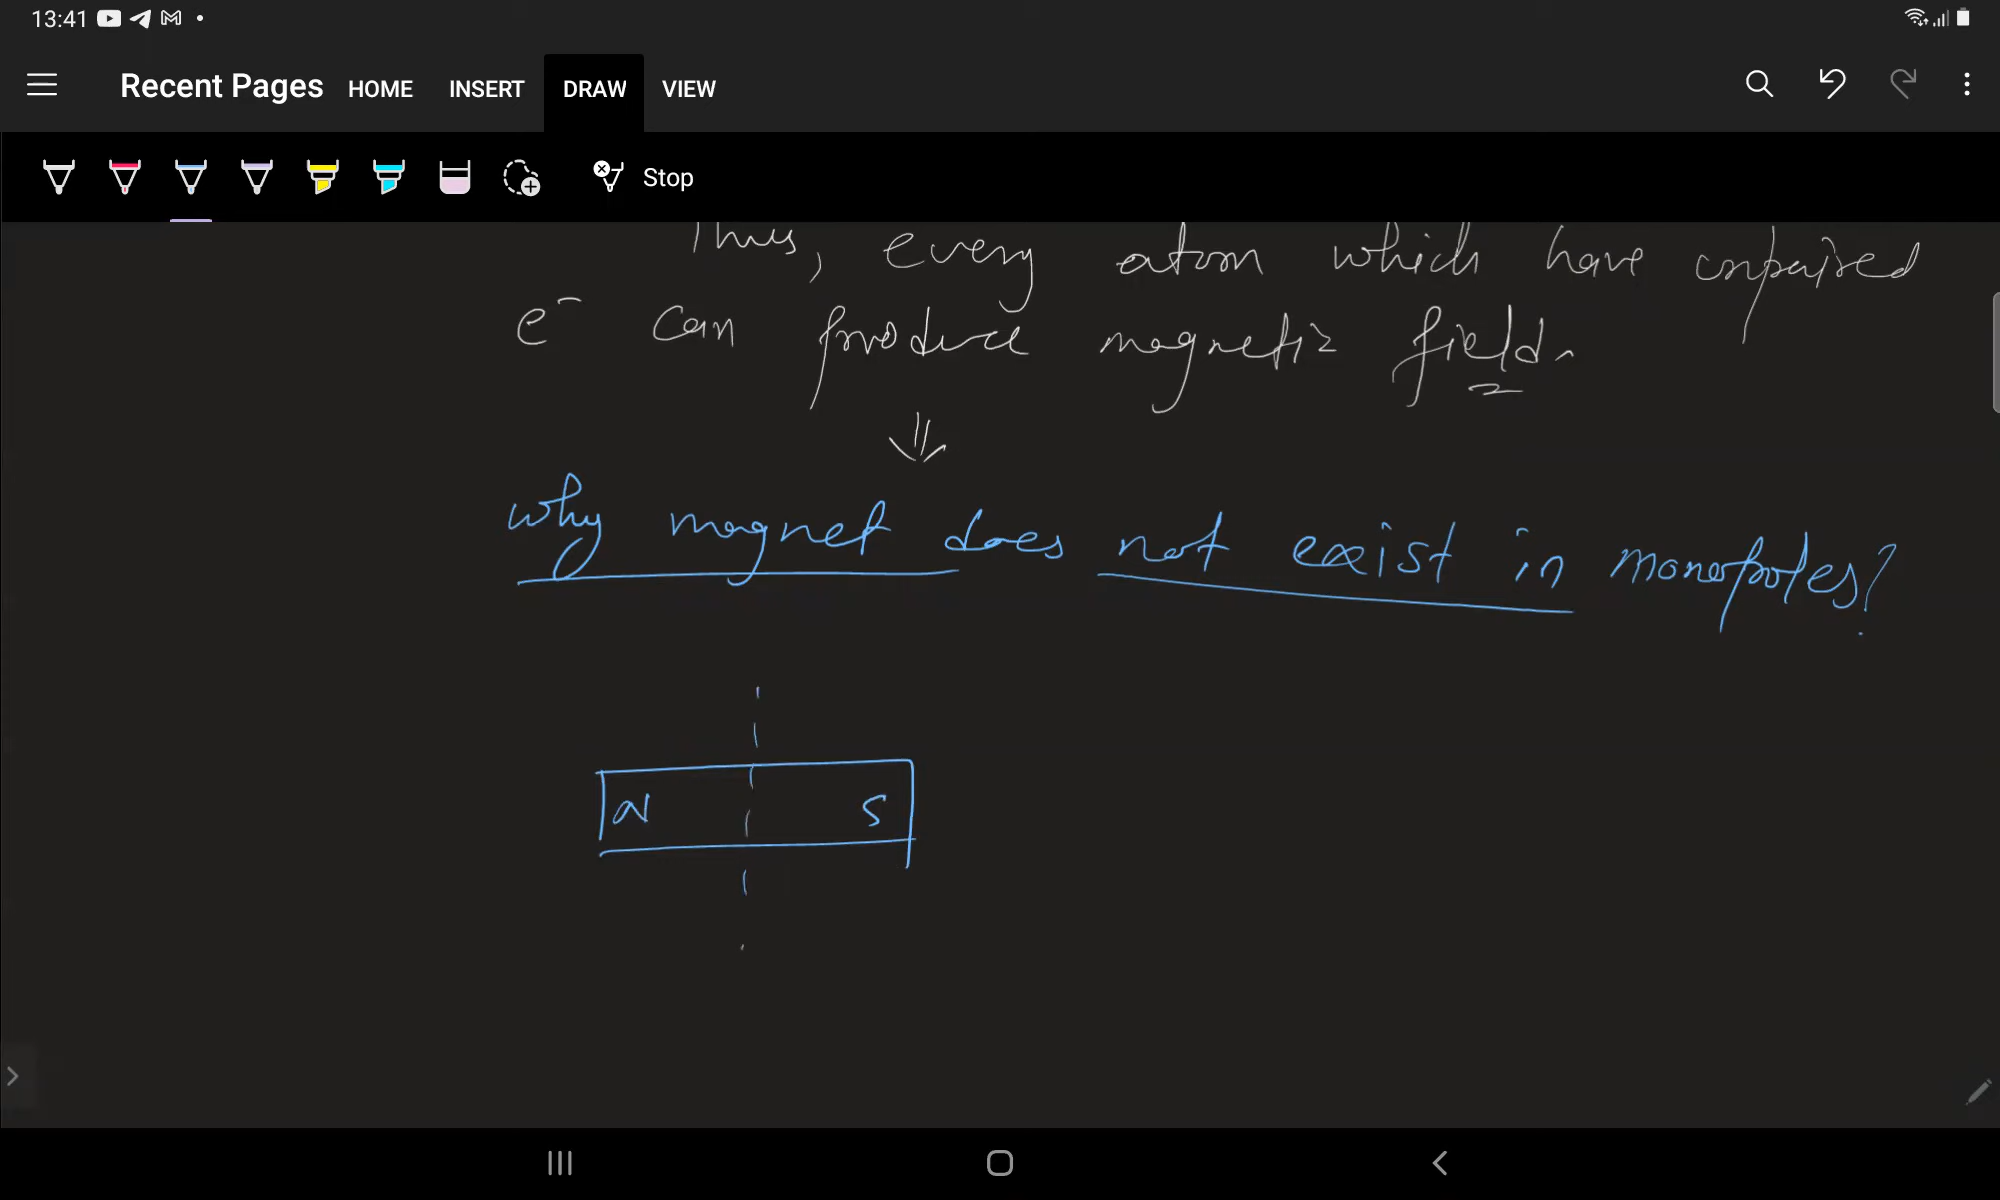 13:41
Recent Pages HOME INSERT DRAW VIEW
Stop
Thus, every atom which have unpaired
e⁻ can produce magnetic field.
why magnet does not exist in monopoles?
N S